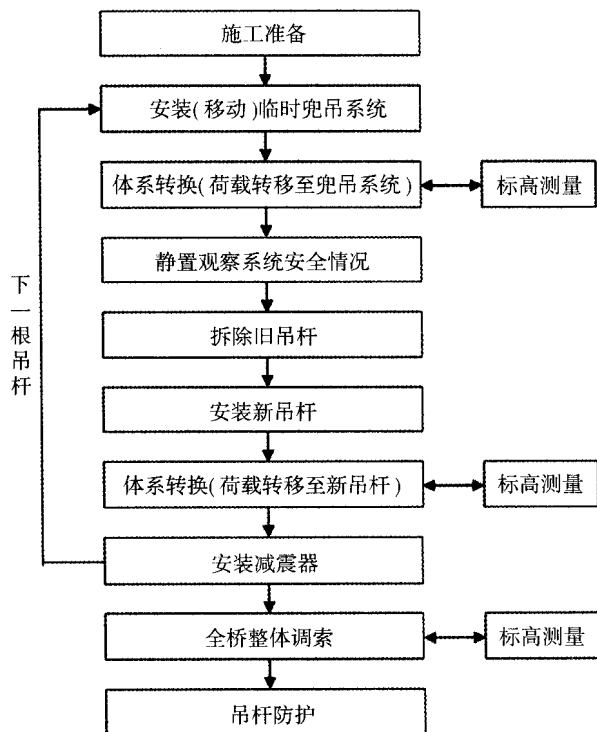 施工准备
安装(移动)临时兜吊系统
体系转换(荷载转移至兜吊系统)
标高测量
静置观察系统安全情况
下一根吊杆
拆除旧吊杆
安装新吊杆
体系转换(荷载转移至新吊杆)
标高测量
安装减震器
全桥整体调索
标高测量
吊杆防护